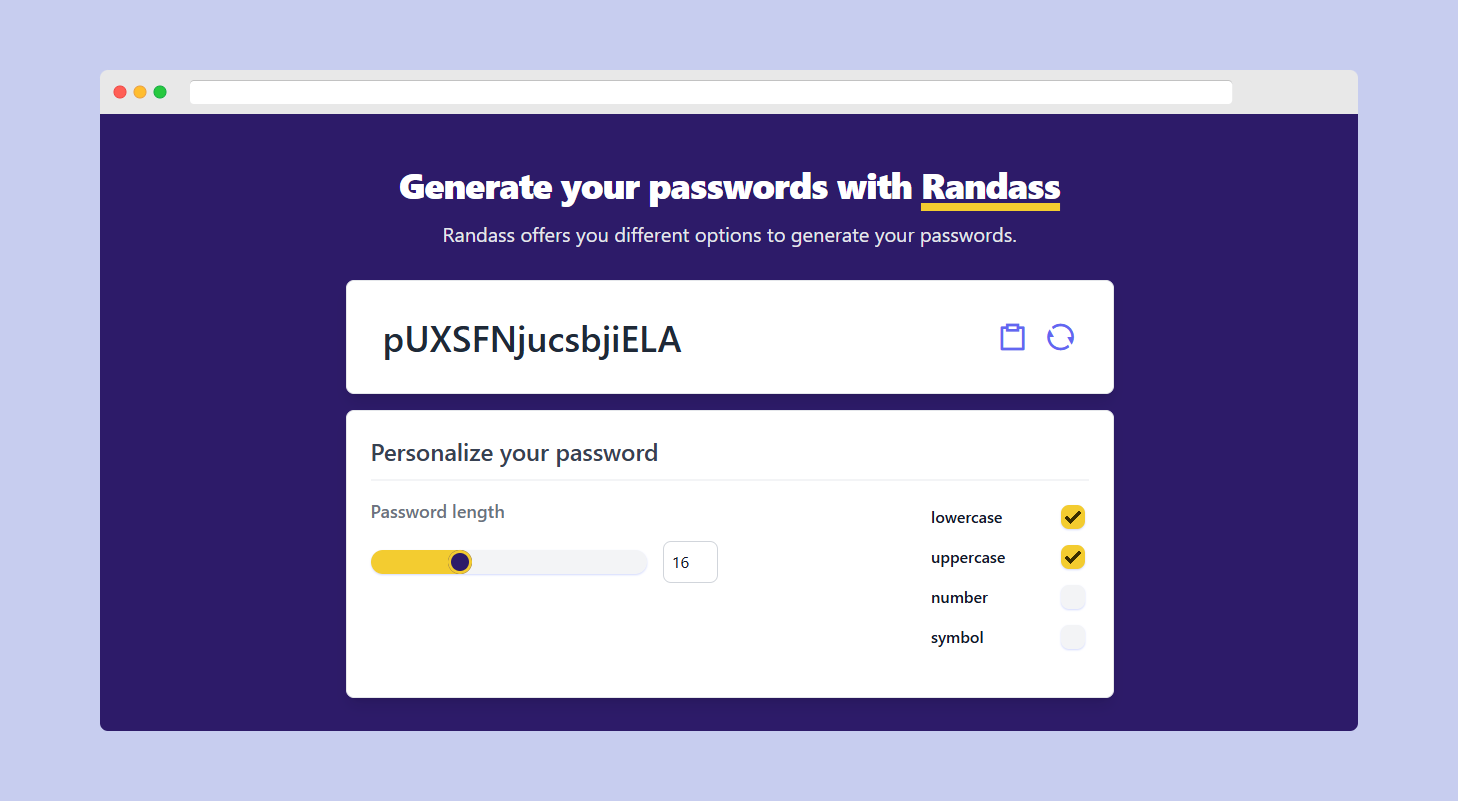 Generate your passwords with Randass
Randass offers you different options to generate your passwords.
pUXSFNjucsbjiELA
Personalize your password
Password length
16
lowercase
uppercase
number
symbol